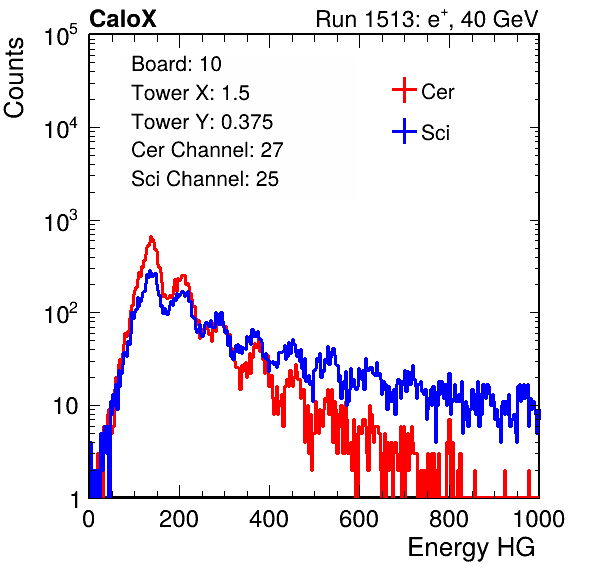 CaloX Run 1513: e⁺, 40 GeV
Counts
Board: 10
Tower X: 1.5
Tower Y: 0.375
Cer Channel: 27
Sci Channel: 25
Cer
Sci
10⁵
10⁴
10³
10²
10
1
0 200 400 600 800 1000
Energy HG